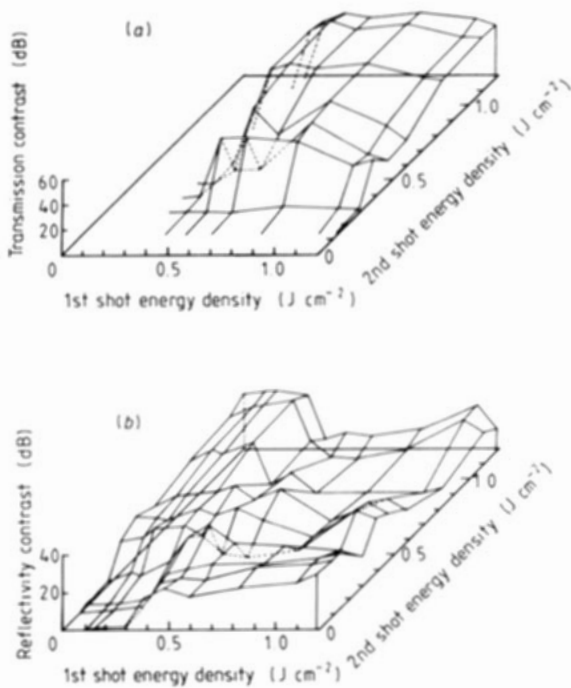 (a)
Transmission contrast (dB)
60
40
20
0
0.5
1.0
1st shot energy density (J cm⁻²)
0
0.5
1.0
2nd shot energy density (J cm⁻²)
(b)
Reflectivity contrast (dB)
40
20
0
0.5
1.0
1st shot energy density (J cm⁻²)
0
0.5
1.0
2nd shot energy density (J cm⁻²)